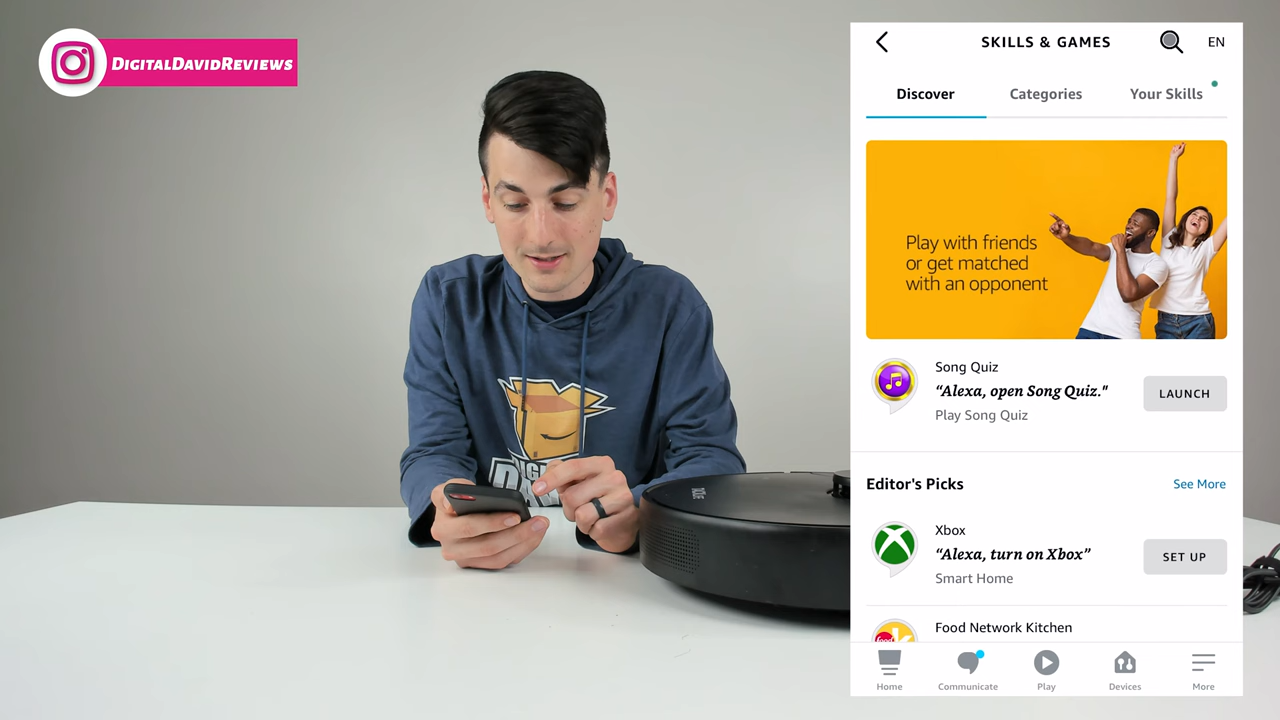 DIGITALDAVIDREVIEWS
SKILLS & GAMES
EN
Discover
Categories
Your Skills
Play with friends
or get matched
with an opponent
Song Quiz
“Alexa, open Song Quiz."
Play Song Quiz
LAUNCH
Editor's Picks
See More
Xbox
“Alexa, turn on Xbox”
Smart Home
SET UP
Food Network Kitchen
food
Home
Communicate
Play
Devices
More